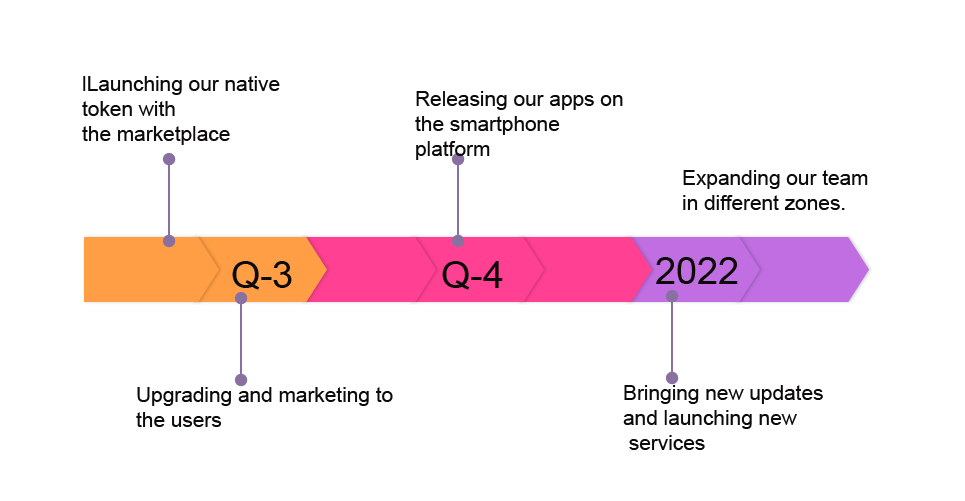 lLaunching our native
token with
the marketplace
Releasing our apps on
the smartphone
platform
Expanding our team
in different zones.
Q-3
Q-4
2022
Upgrading and marketing to
the users
Bringing new updates
and launching new
services